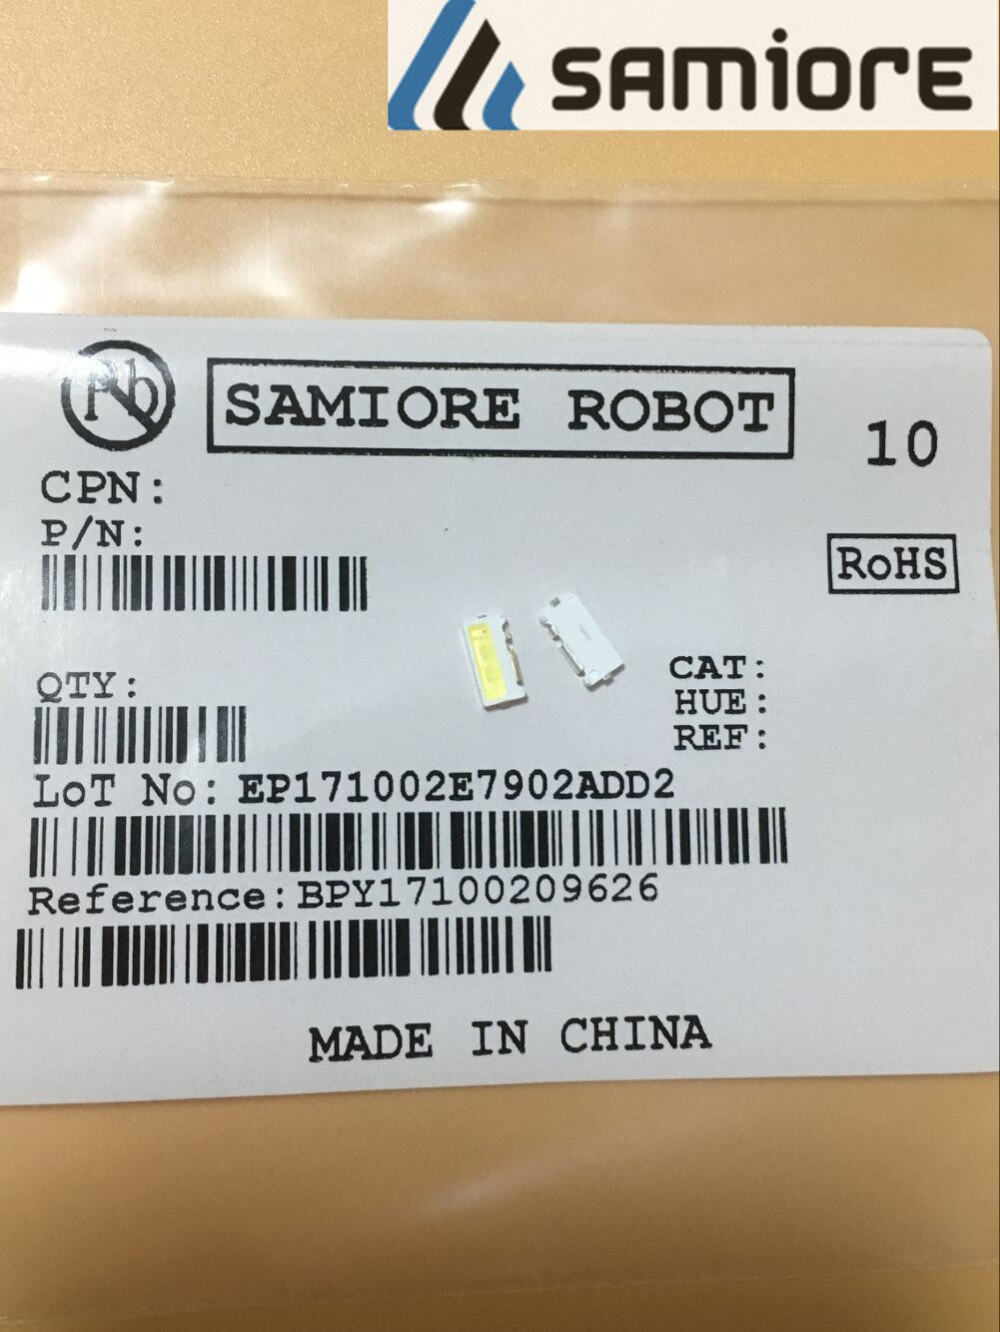 SAMIORE
Pb
SAMIORE ROBOT
10
CPN:
P/N:
RoHS
QTY:
CAT:
HUE:
REF:
LoT No: EP171002E7902ADD2
Reference:BPY17100209626
MADE IN CHINA